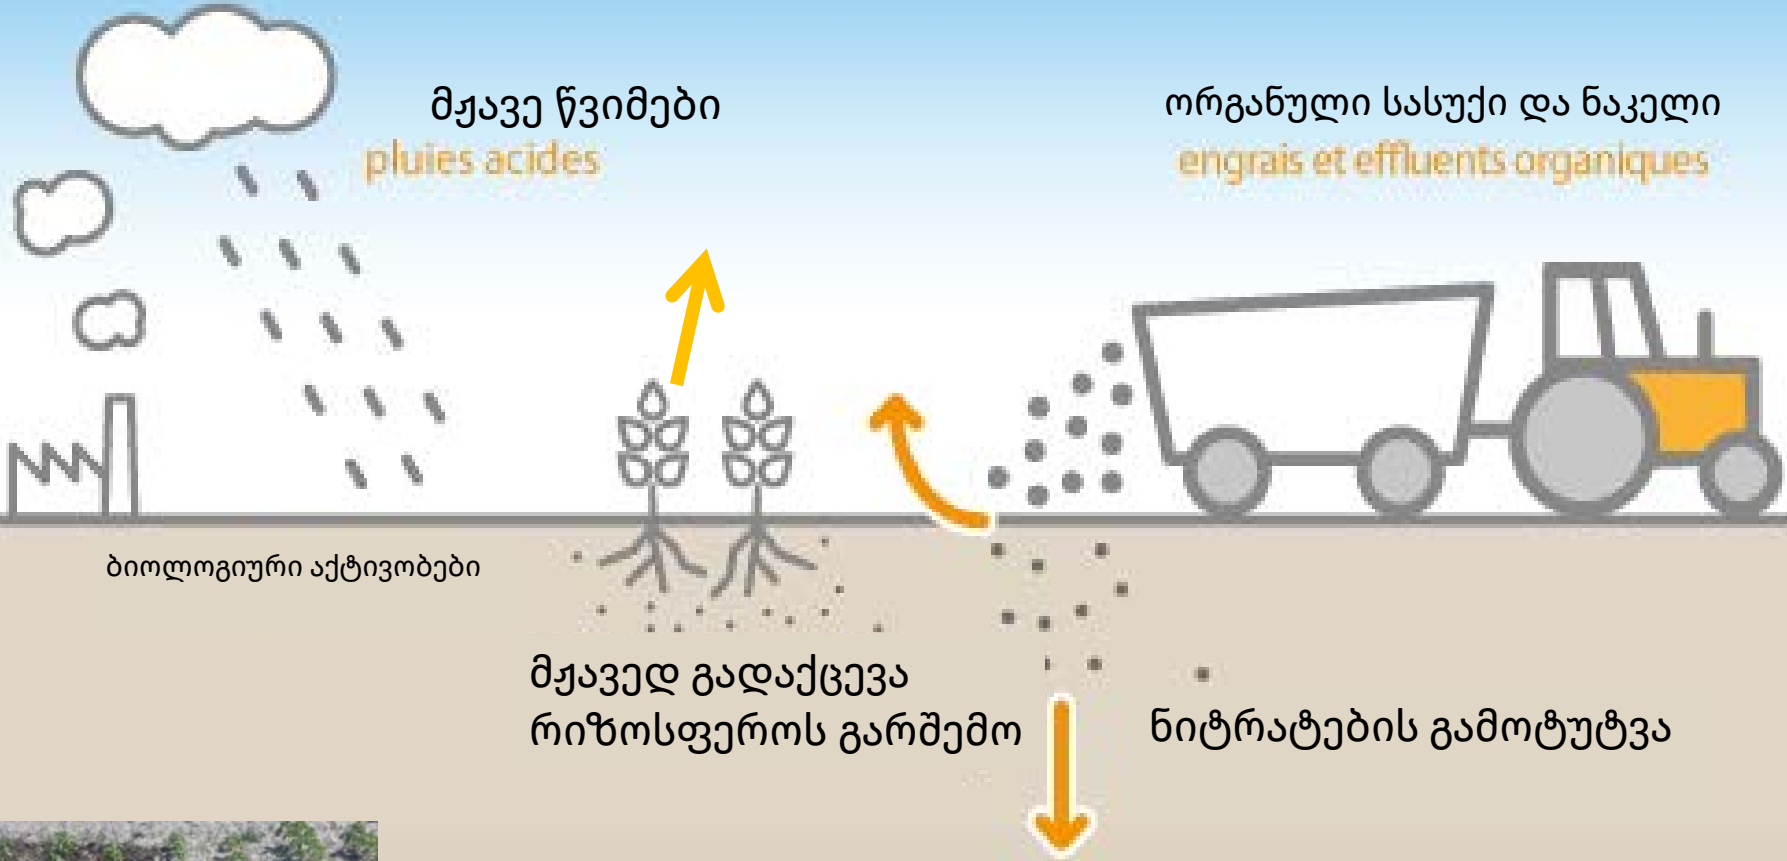 მჟავე წვიმები
pluies acides
ორგანული სასუქი და ნაკელი
engrais et effluents organiques
ბიოლოგიური აქტივობები
მჟავედ გადაქცევა
რიზოსფეროს გარშემო
ნიტრატების გამოტუტვა